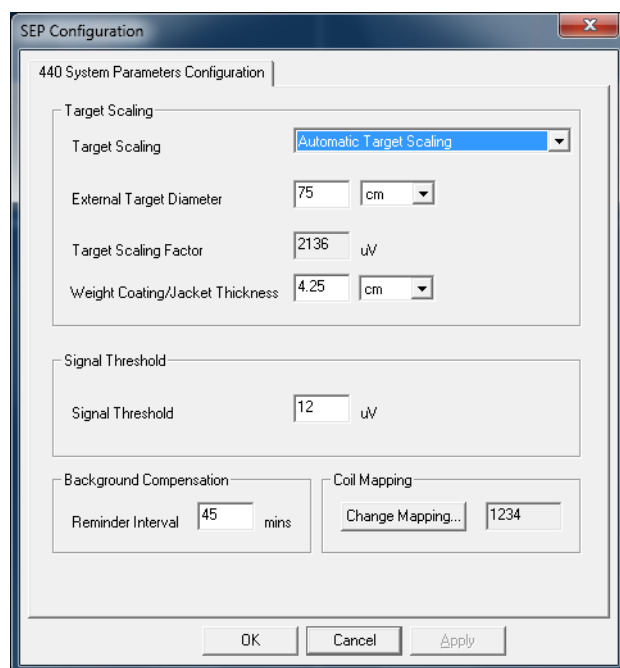 SEP Configuration
440 System Parameters Configuration
Target Scaling
Target Scaling Automatic Target Scaling
External Target Diameter 75 cm
Target Scaling Factor 2136 uV
Weight Coating/Jacket Thickness 4.25 cm
Signal Threshold
Signal Threshold 12 uV
Background Compensation
Reminder Interval 45 mins
Coil Mapping
Change Mapping... 1234
OK Cancel Apply